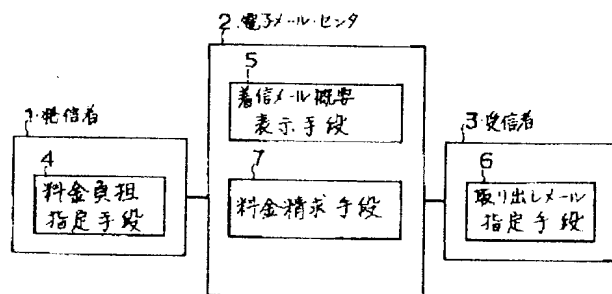 2.電子メール・センタ
5
着信メール概要
表示手段
1.発信者
4
料金負担
指定手段
7
料金請求手段
3.受信者
6
取り出しメール
指定手段